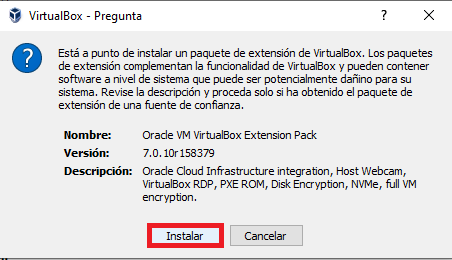 VirtualBox - Pregunta
Está a punto de instalar un paquete de extensión de VirtualBox. Los paquetes
de extensión complementan la funcionalidad de VirtualBox y pueden contener
software a nivel de sistema que puede ser potencialmente dañino para su
sistema. Revise la descripción y proceda solo si ha obtenido el paquete de
extensión de una fuente de confianza.
Nombre: Oracle VM VirtualBox Extension Pack
Versión: 7.0.10r158379
Descripción: Oracle Cloud Infrastructure integration, Host Webcam,
VirtualBox RDP, PXE ROM, Disk Encryption, NVMe, full VM
encryption.
Instalar Cancelar